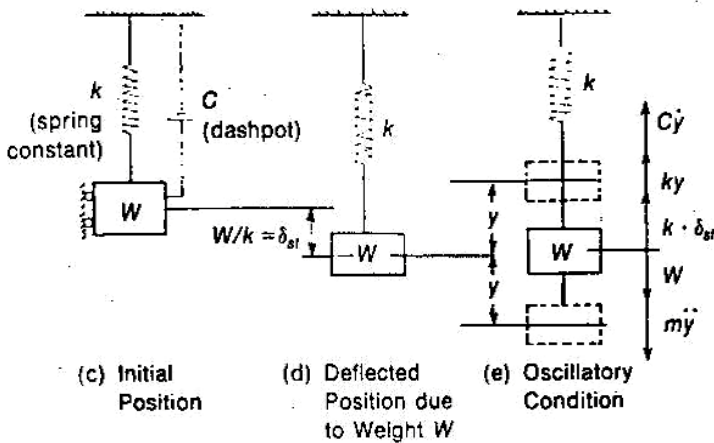 k
(spring
constant)
C
(dashpot)
W
W/k = δst
k
W
k
y
y
W
Cẏ
ky
k · δst
W
mÿ
(c) Initial
Position
(d) Deflected
Position due
to Weight W
(e) Oscillatory
Condition